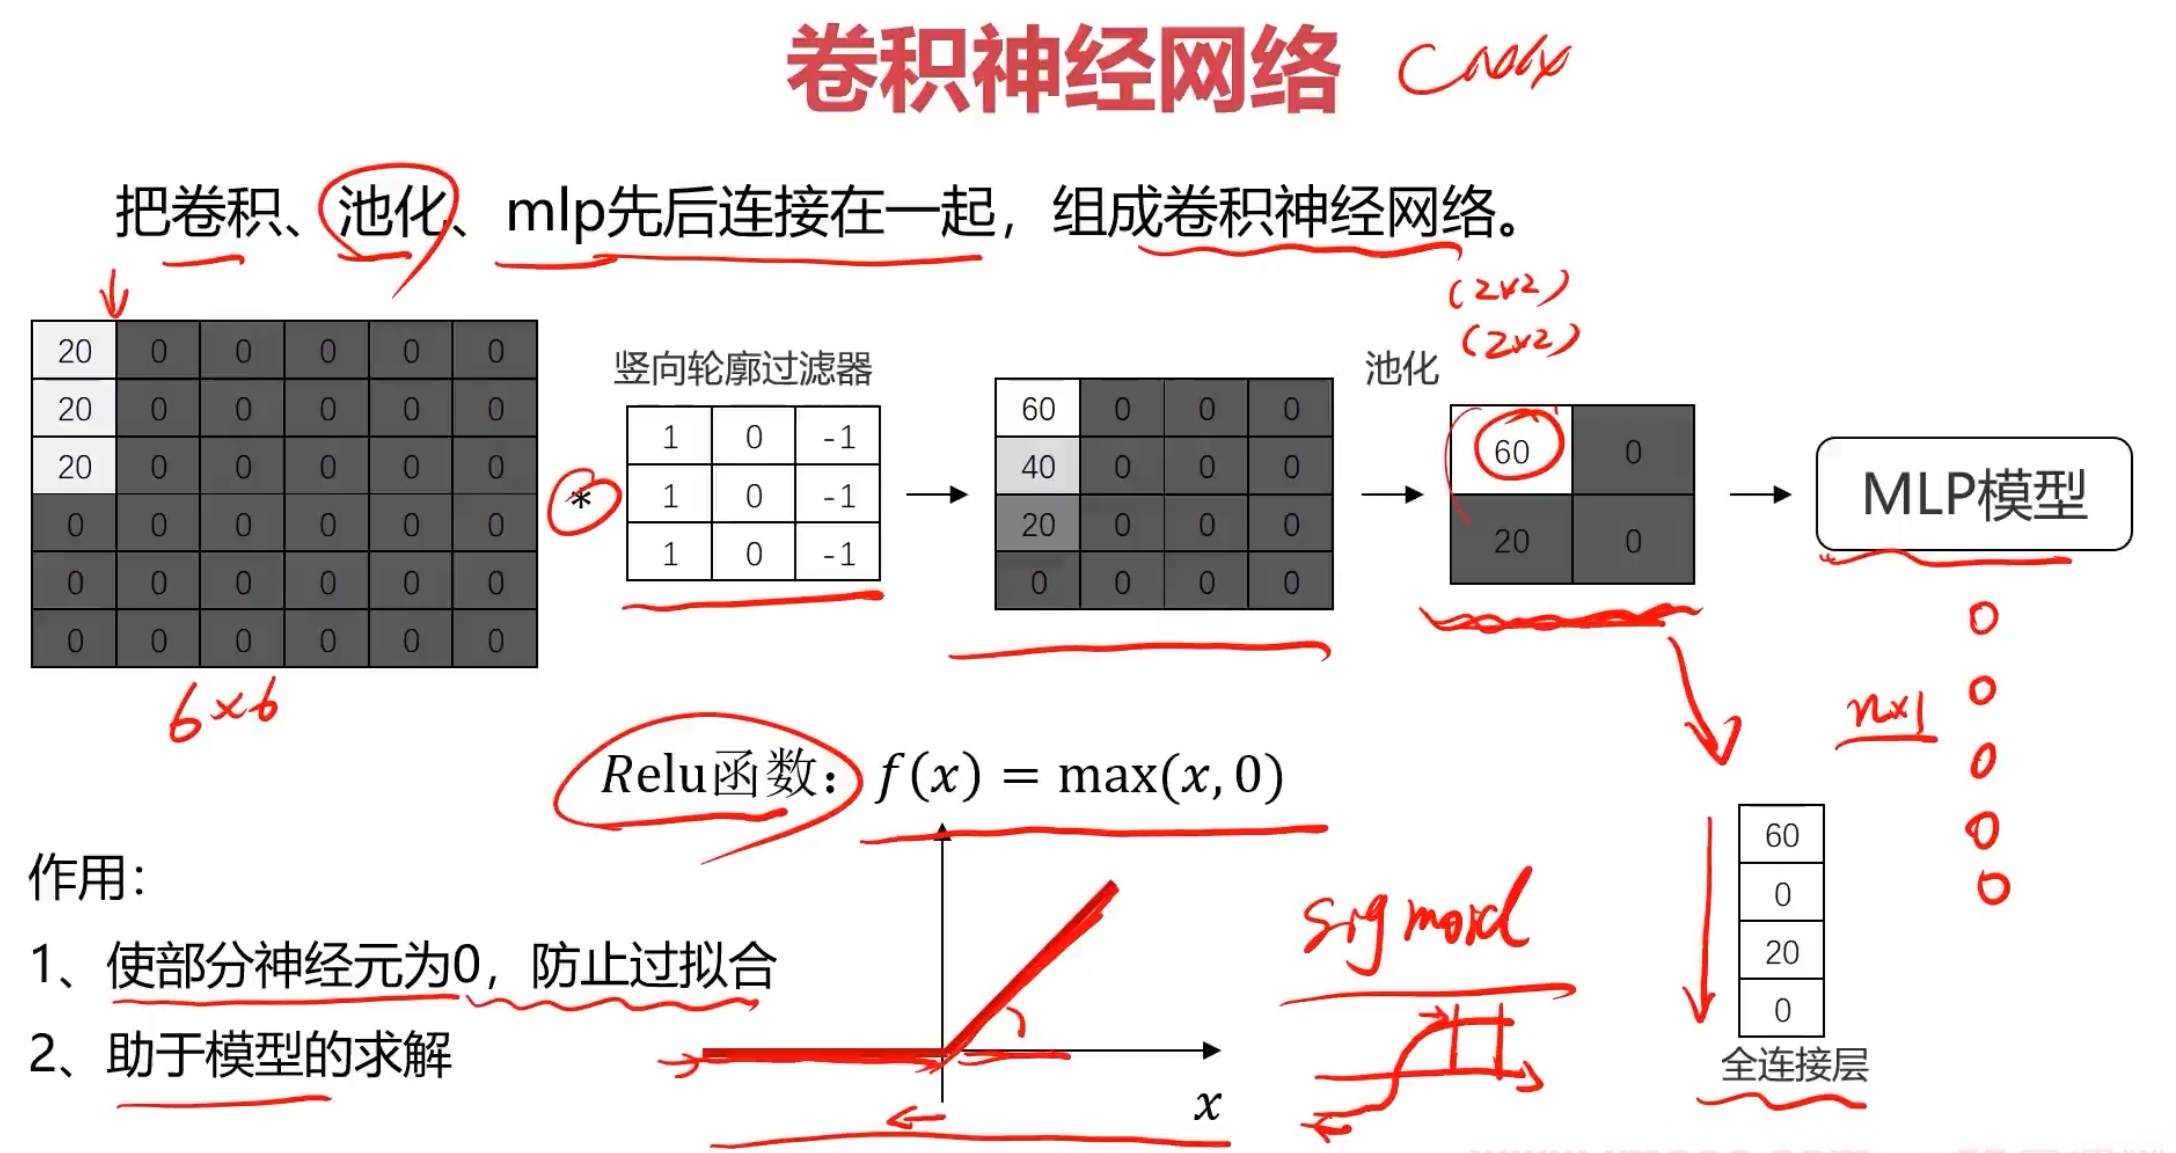 卷积神经网络
把卷积、池化、mlp先后连接在一起，组成卷积神经网络。
(2×2)
(2×2)
竖向轮廓过滤器
池化
20 0 0 0 0 0
20 0 0 0 0 0
20 0 0 0 0 0
0 0 0 0 0 0
0 0 0 0 0 0
0 0 0 0 0 0
6×6
*
1 0 -1
1 0 -1
1 0 -1
60 0 0 0
40 0 0 0
20 0 0 0
0 0 0 0
60 0
20 0
MLP模型
n×1
Relu函数：f(x) = max(x, 0)
作用：
1、使部分神经元为0，防止过拟合
2、助于模型的求解
x
sigmoid
60
0
20
0
全连接层